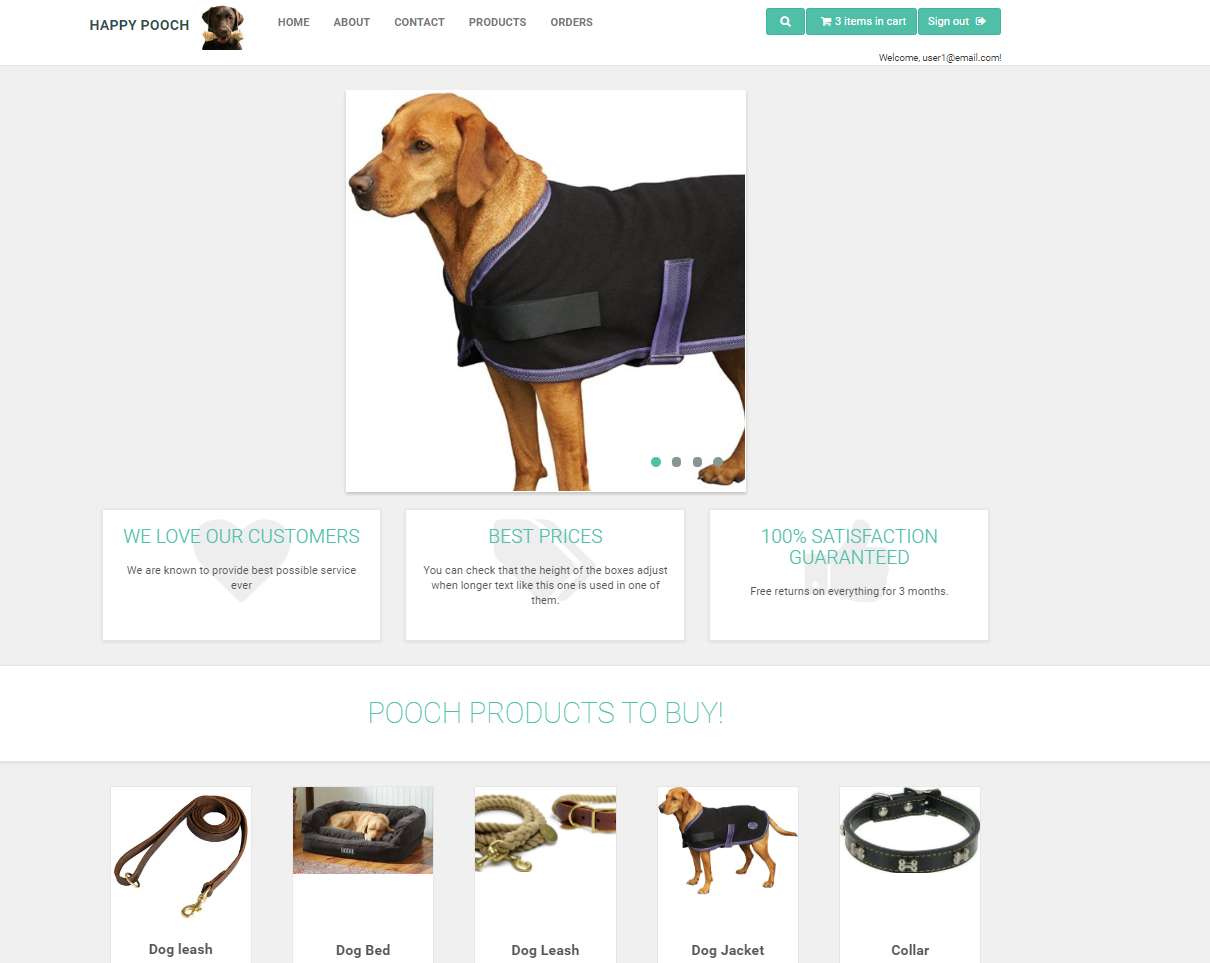 HAPPY POOCH
HOME ABOUT CONTACT PRODUCTS ORDERS
3 items in cart
Sign out
Welcome, user1@email.com!
WE LOVE OUR CUSTOMERS
We are known to provide best possible service
ever
BEST PRICES
You can check that the height of the boxes adjust
when longer text like this one is used in one of
them.
100% SATISFACTION
GUARANTEED
Free returns on everything for 3 months.
POOCH PRODUCTS TO BUY!
Dog leash
Dog Bed
Dog Leash
Dog Jacket
Collar